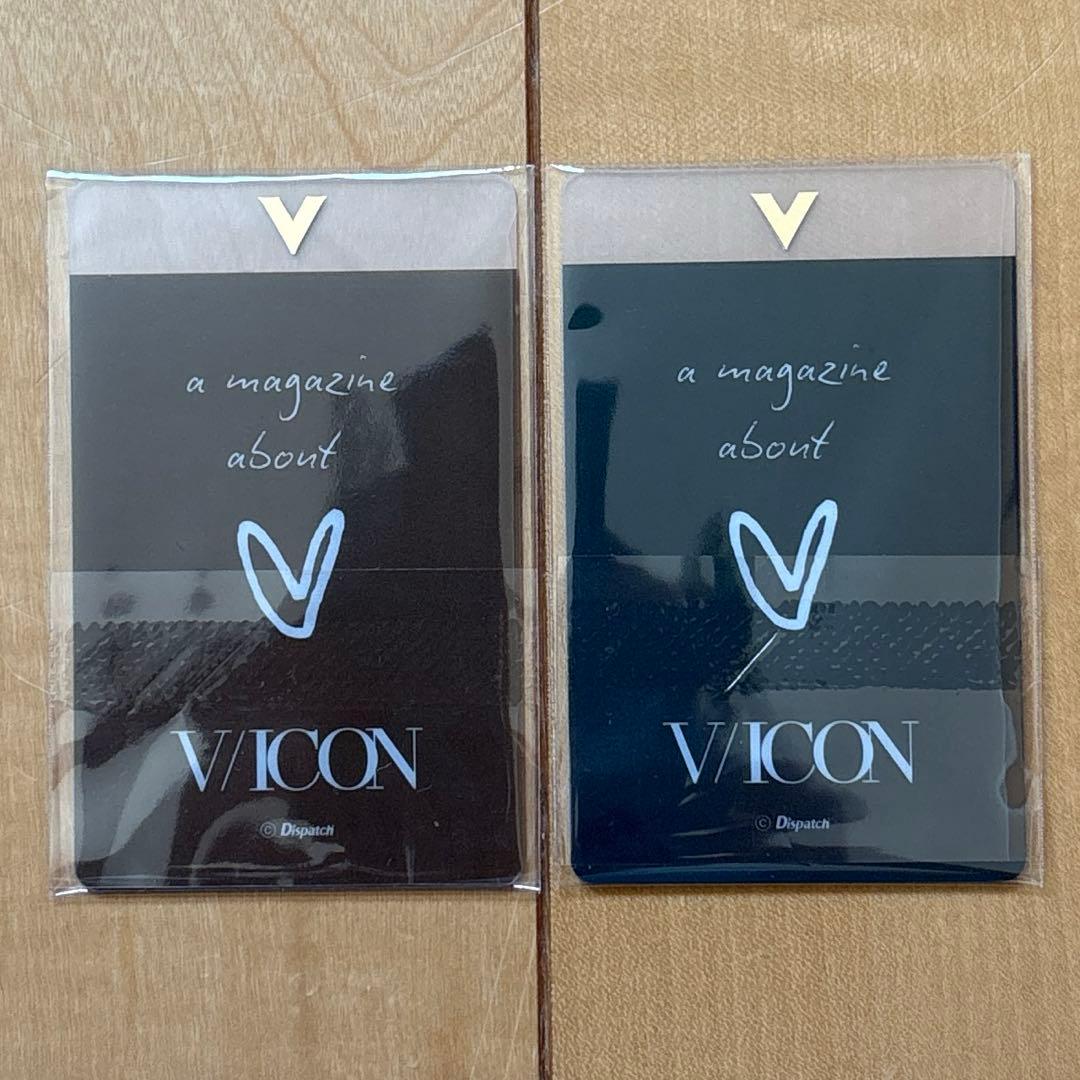 V
a magazine
about
V
V/ICON
© Dispatch
V
a magazine
about
V
V/ICON
© Dispatch